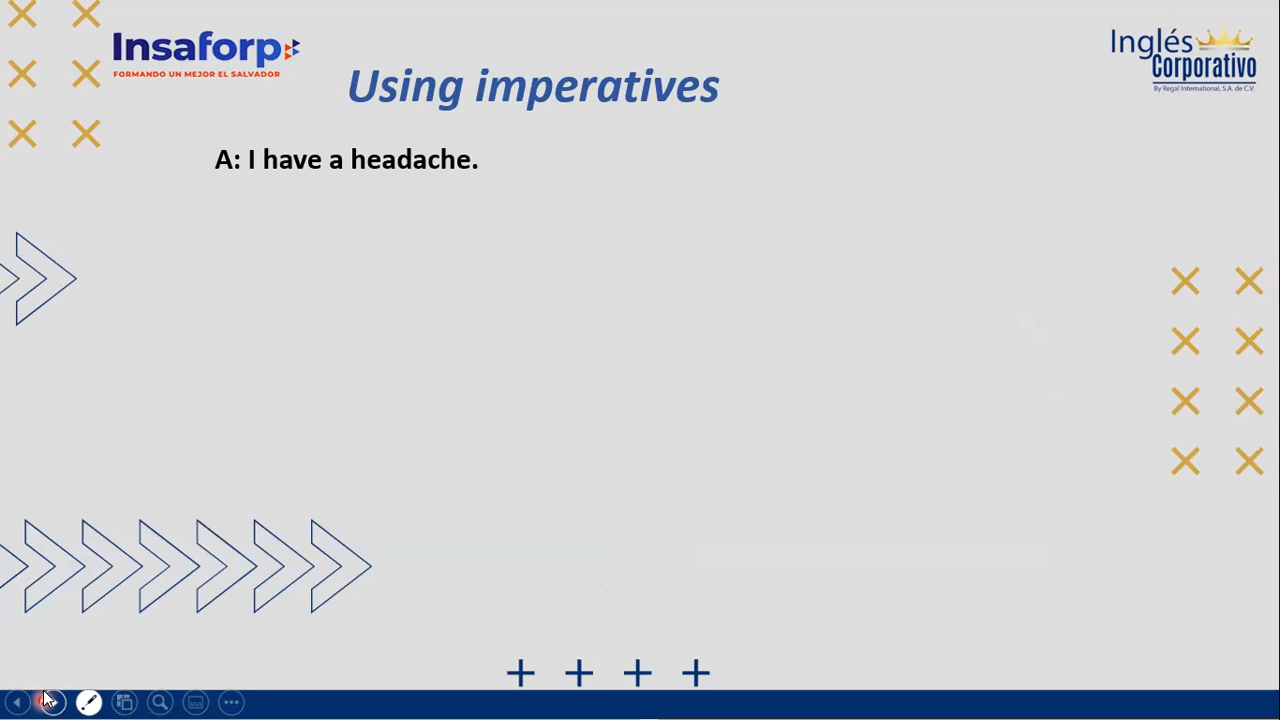 Insaforp
FORMANDO UN MEJOR EL SALVADOR
Using imperatives
Inglés
Corporativo
By Regal International, S.A. de C.V.
A: I have a headache.